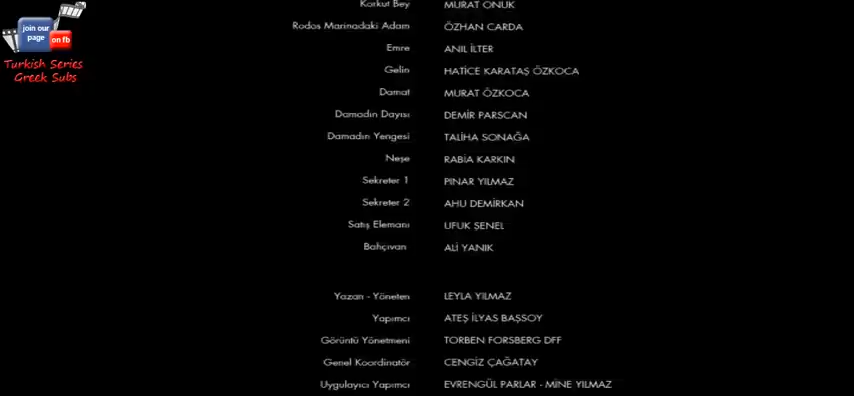 join our
page
on fb
Turkish Series
Greek Subs
Korkut Bey MURAT ONUK
Rodos Marinadaki Adam ÖZHAN CARDA
Emre ANIL İLTER
Gelin HATİCE KARATAŞ ÖZKOCA
Damat MURAT ÖZKOCA
Damadın Dayısı DEMİR PARSCAN
Damadın Yengesi TALİHA SONAĞA
Neşe RABİA KARKIN
Sekreter 1 PINAR YILMAZ
Sekreter 2 AHU DEMİRKAN
Satış Elemanı UFUK ŞENEL
Bahçıvan ALİ YANIK
Yazan - Yöneten LEYLA YILMAZ
Yapımcı ATEŞ İLYAS BAŞSOY
Görüntü Yönetmeni TORBEN FORSBERG DFF
Genel Koordinatör CENGİZ ÇAĞATAY
Uygulayıcı Yapımcı EVRENGÜL PARLAR - MİNE YILMAZ